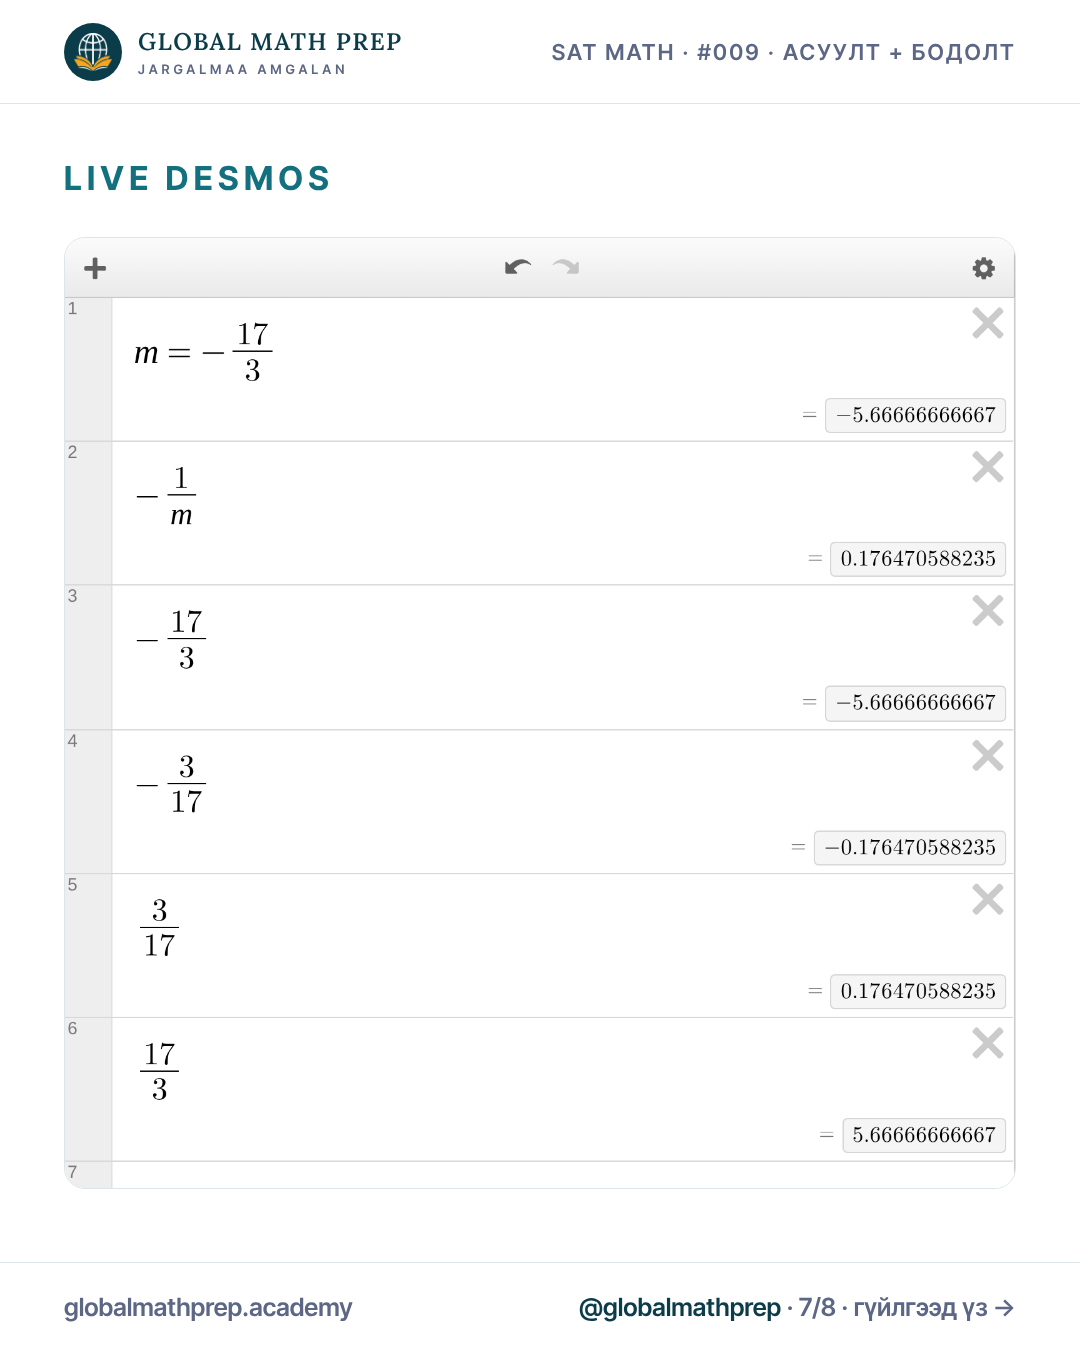 GLOBAL MATH PREP
JARGALMAA AMGALAN
SAT MATH · #009 · АСУУЛТ + БОДОЛТ
LIVE DESMOS
1
m = −17/3
= −5.66666666667
2
−1/m
= 0.176470588235
3
−17/3
= −5.66666666667
4
−3/17
= −0.176470588235
5
3/17
= 0.176470588235
6
17/3
= 5.66666666667
7
globalmathprep.academy
@globalmathprep · 7/8 · гүйлгээд үз →